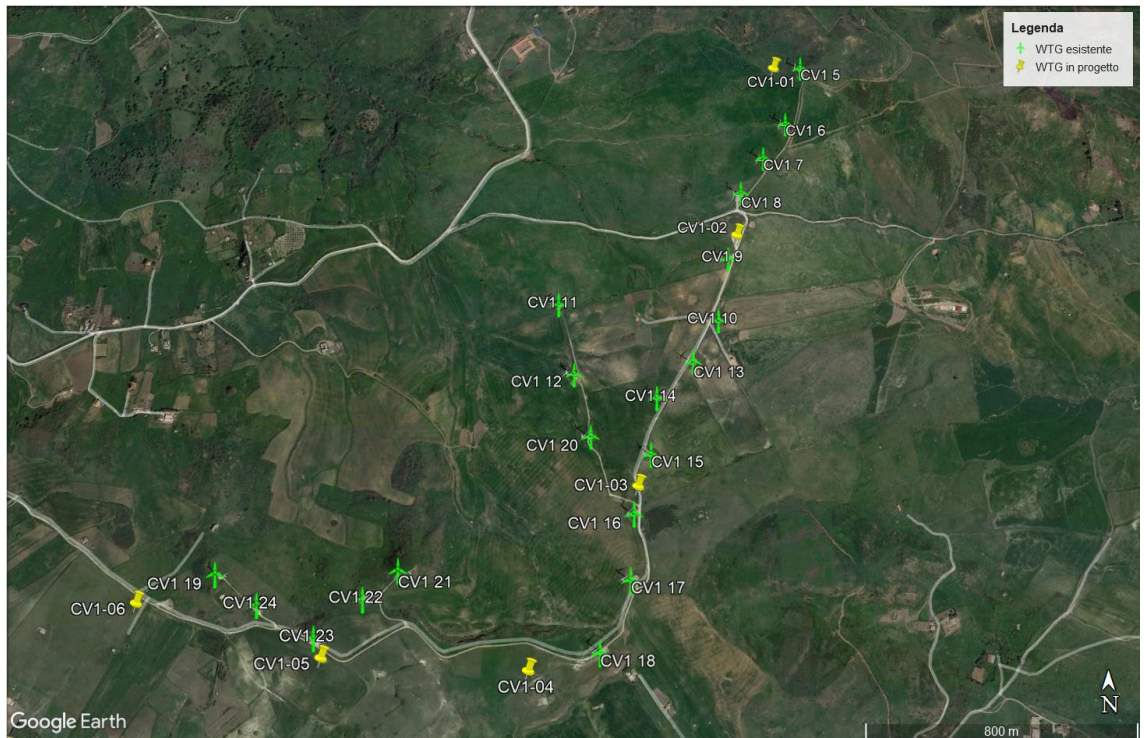 Legenda
WTG esistente
WTG in progetto
CV1-01
CV1 5
CV1 6
CV1 7
CV1 8
CV1-02
CV1 9
CV1 11
CV1 10
CV1 13
CV1 12
CV1 14
CV1 20
CV1 15
CV1-03
CV1 16
CV1 19
CV1 21
CV1 17
CV1-06
CV1 24
CV1 22
CV1 23
CV1-05
CV1 18
CV1-04
N
Google Earth
800 m